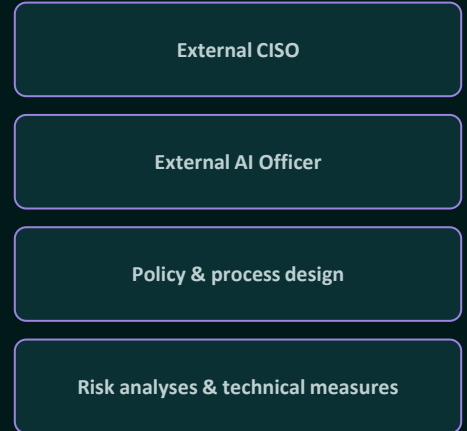 External CISO
External AI Officer
Policy & process design
Risk analyses & technical measures